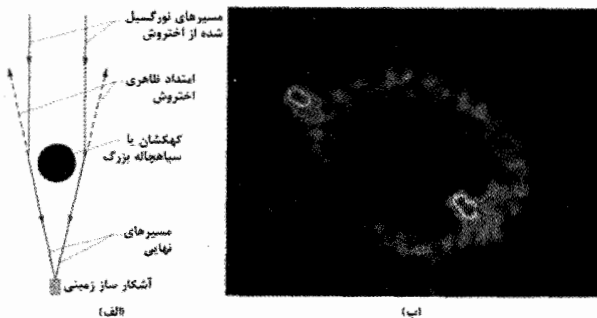 مسیرهای نورگسیل
شده از اختروش
امتداد ظاهری
اختروش
کهکشان یا
سیاهچاله بزرگ
مسیرهای
نهایی
آشکار ساز زمینی
(الف)
(ب)